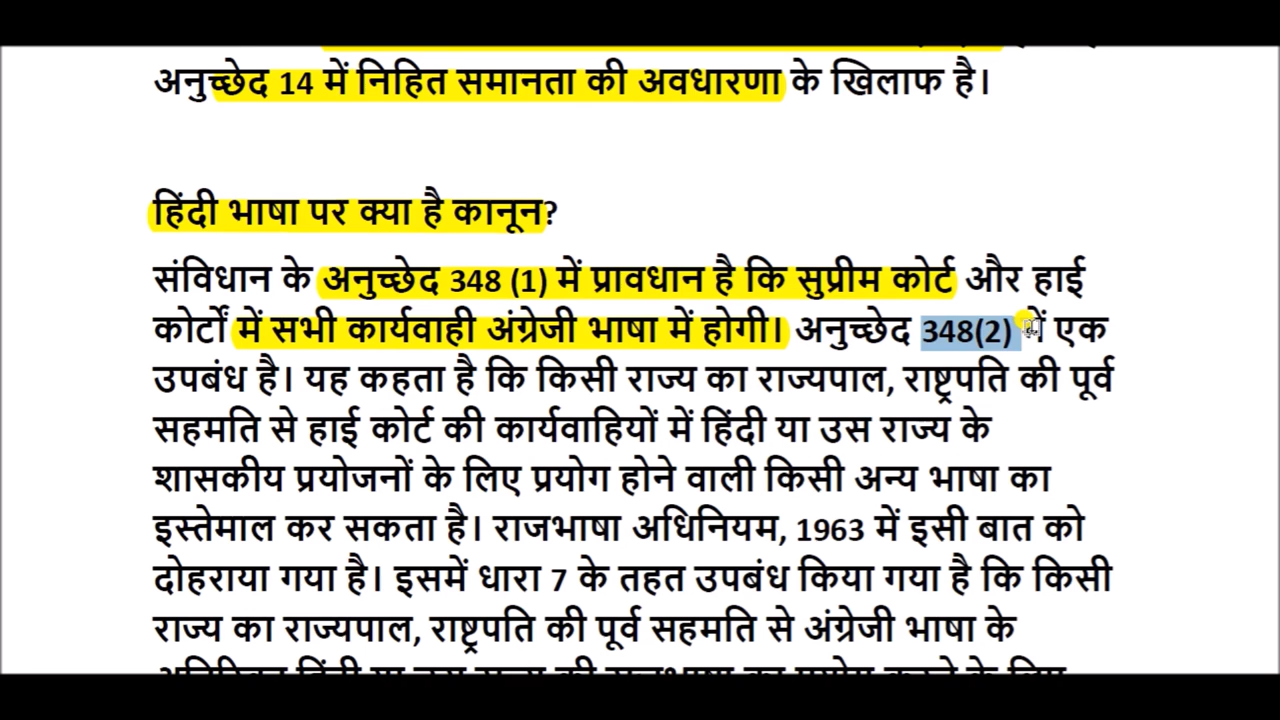 अनुच्छेद 14 में निहित समानता की अवधारणा के खिलाफ है।
हिंदी भाषा पर क्या है कानून?
संविधान के अनुच्छेद 348 (1) में प्रावधान है कि सुप्रीम कोर्ट और हाई
कोर्टों में सभी कार्यवाही अंग्रेजी भाषा में होगी। अनुच्छेद 348(2) में एक
उपबंध है। यह कहता है कि किसी राज्य का राज्यपाल, राष्ट्रपति की पूर्व
सहमति से हाई कोर्ट की कार्यवाहियों में हिंदी या उस राज्य के
शासकीय प्रयोजनों के लिए प्रयोग होने वाली किसी अन्य भाषा का
इस्तेमाल कर सकता है। राजभाषा अधिनियम, 1963 में इसी बात को
दोहराया गया है। इसमें धारा 7 के तहत उपबंध किया गया है कि किसी
राज्य का राज्यपाल, राष्ट्रपति की पूर्व सहमति से अंग्रेजी भाषा के